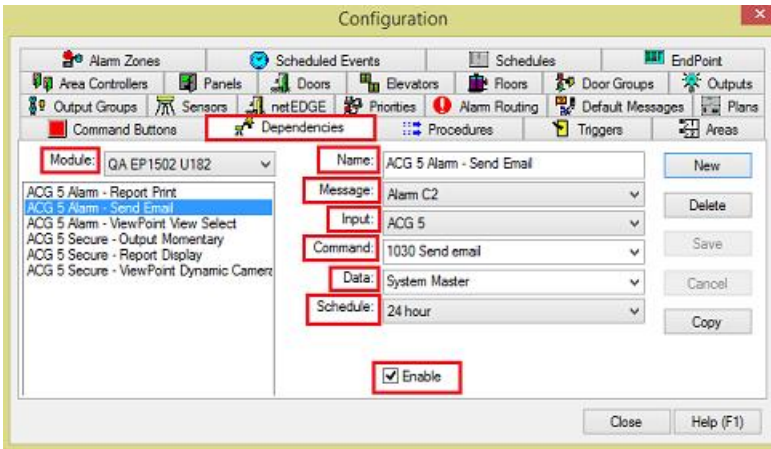 Configuration
Alarm Zones Scheduled Events Schedules EndPoint
Area Controllers Panels Doors Elevators Floors Door Groups Outputs
Output Groups Sensors netEDGE Priorities Alarm Routing Default Messages Plans
Command Buttons Dependencies Procedures Triggers Areas
Module: QA EP1502 U182 Name: ACG 5 Alarm - Send Email New
Message: Alarm C2
ACG 5 Alarm - Report Print
ACG 5 Alarm - Send Email Delete
ACG 5 Alarm - ViewPoint View Select Input: ACG 5
ACG 5 Secure - Output Momentary
ACG 5 Secure - Report Display Command: 1030 Send email Save
ACG 5 Secure - ViewPoint Dynamic Camera
Data: System Master Cancel
Schedule: 24 hour
Copy
Enable
Close Help (F1)